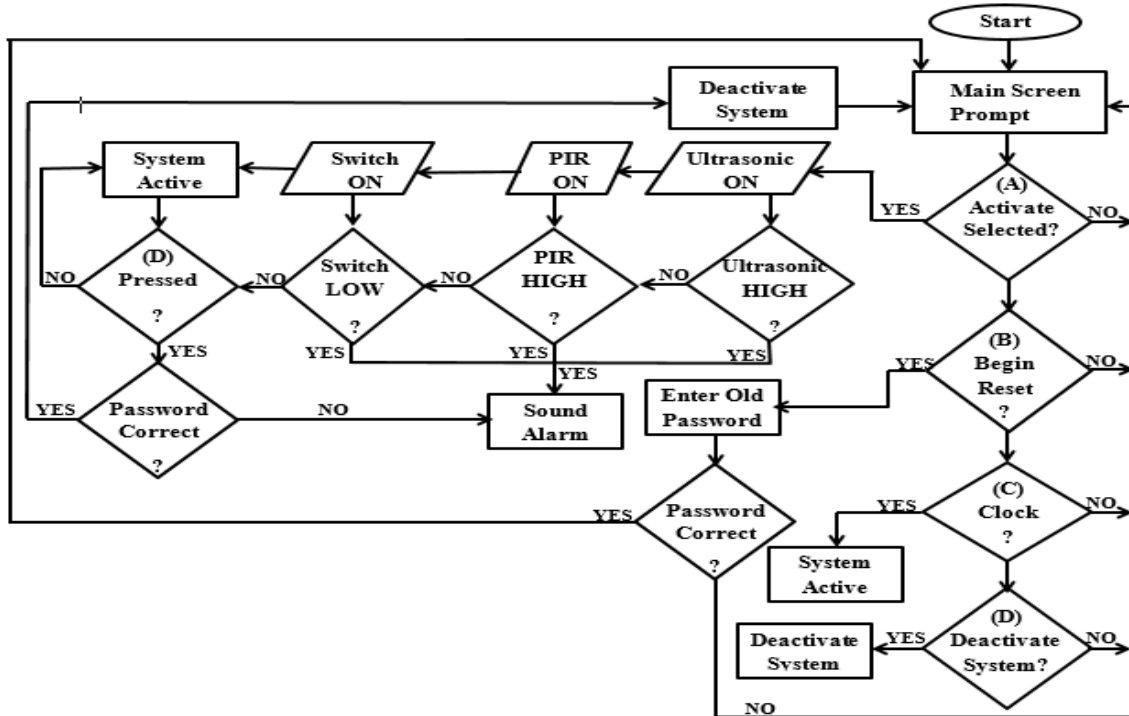 Start
Main Screen
Prompt
Deactivate
System
System
Active
Switch
ON
PIR
ON
Ultrasonic
ON
(A)
Activate
Selected?
YES
NO
(D)
Pressed
?
NO
Switch
LOW
?
NO
PIR
HIGH
?
NO
Ultrasonic
HIGH
?
NO
YES
YES
YES
YES
YES
(B)
Begin
Reset
?
YES
NO
Password
Correct
?
YES
NO
Sound
Alarm
Enter Old
Password
(C)
Clock
?
YES
NO
Password
Correct
?
YES
System
Active
(D)
Deactivate
System?
YES
NO
Deactivate
System
NO